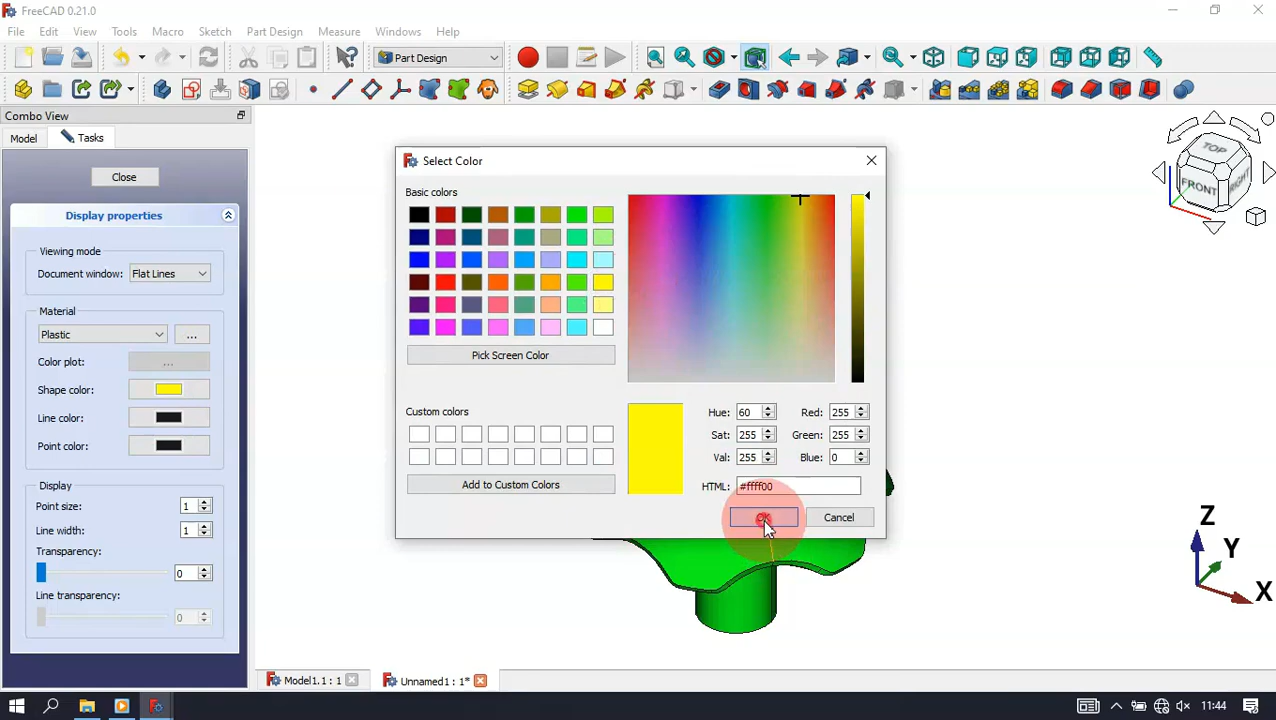 FreeCAD 0.21.0
File Edit View Tools Macro Sketch Part Design Measure Windows Help
Part Design
Combo View
Model Tasks
Close
Display properties
Viewing mode
Document window: Flat Lines
Material
Plastic ...
Color plot: ...
Shape color:
Line color:
Point color:
Display
Point size: 1
Line width: 1
Transparency:
0
Line transparency:
0
Select Color
Basic colors
Pick Screen Color
Custom colors
Add to Custom Colors
Hue: 60 Red: 255
Sat: 255 Green: 255
Val: 255 Blue: 0
HTML: #ffff00
OK Cancel
TOP
FRONT RIGHT
Z
Y
X
Model1.1 : 1 Unnamed1 : 1*
11:44